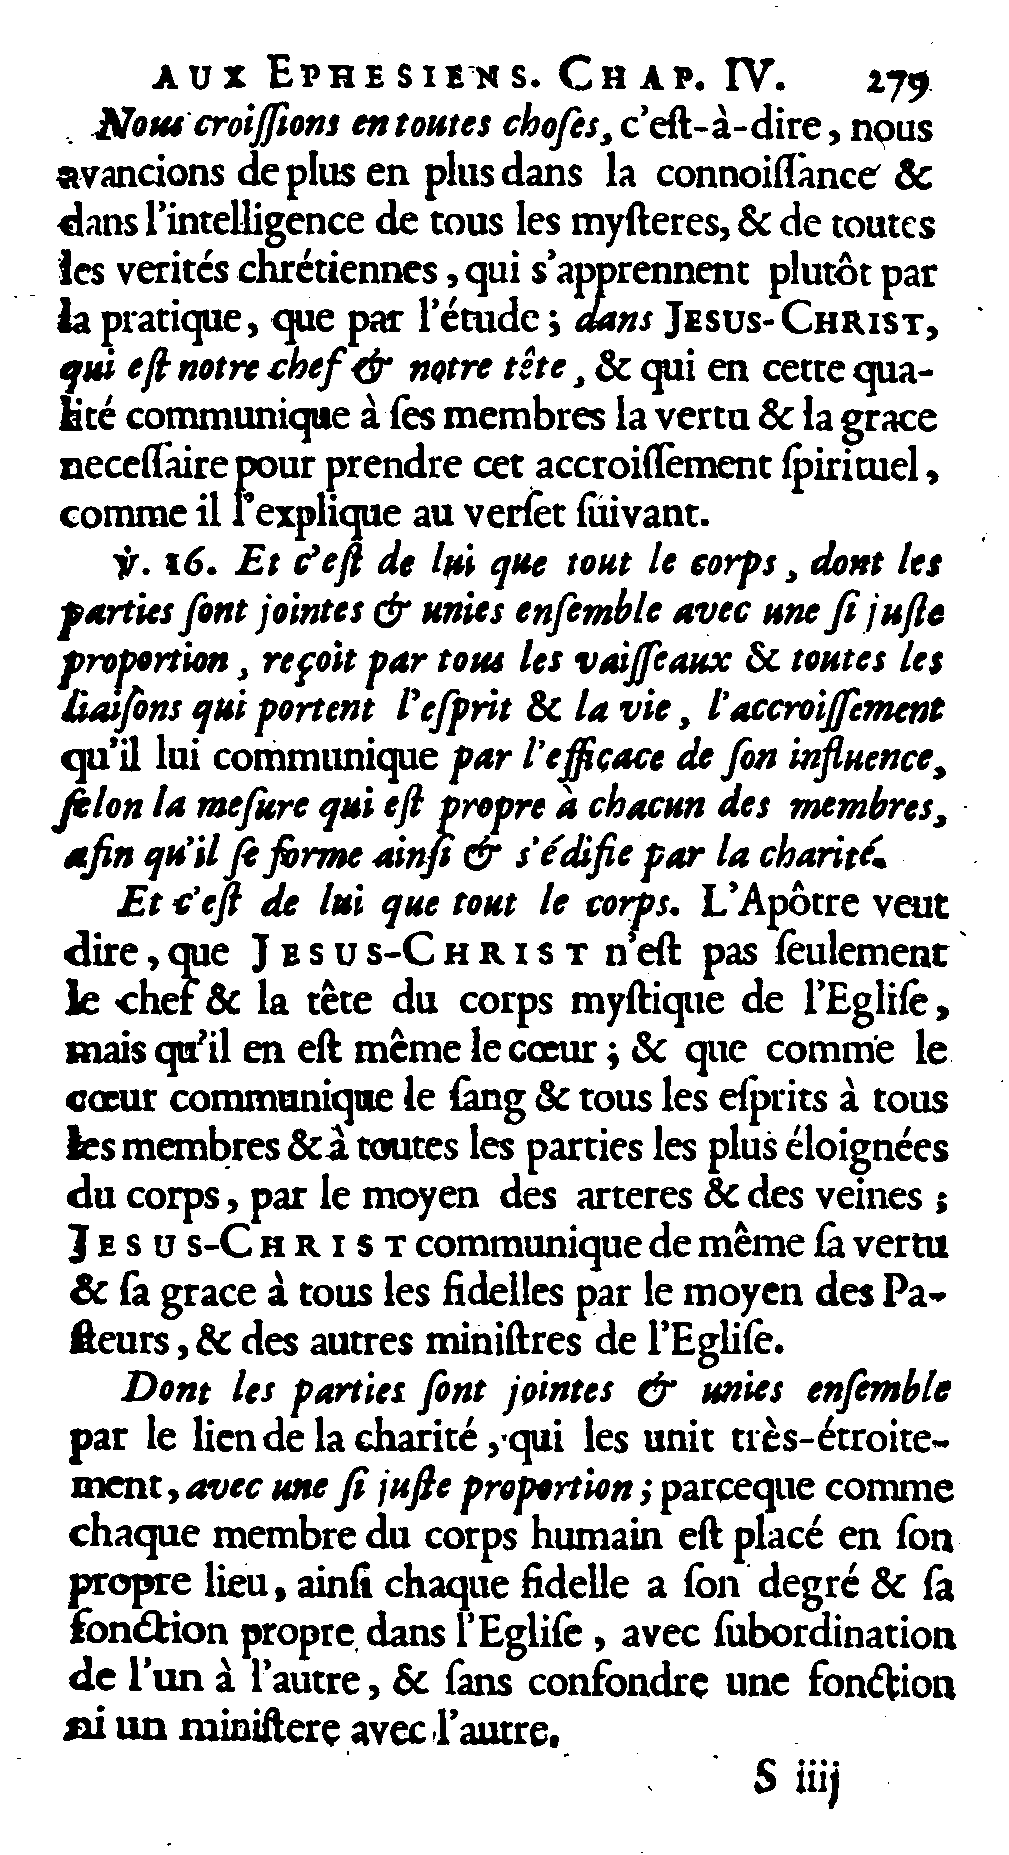 AUX EPHESIENS. CHAP. IV. 279
Nous croiſſions en toutes choſes, c'eſt-à-dire, nous
avancions de plus en plus dans la connoiſſance &
dans l'intelligence de tous les myſteres, & de toutes
les verités chrétiennes, qui s'apprennent plutôt par
la pratique, que par l'étude; dans JESUS-CHRIST,
qui eſt notre chef & notre tête, & qui en cette qua-
lité communique à ſes membres la vertu & la grace
neceſſaire pour prendre cet accroiſſement ſpirituel,
comme il l'explique au verſet ſuivant.
℣. 16. Et c'eſt de lui que tout le corps, dont les
parties ſont jointes & unies enſemble avec une ſi juſte
proportion, reçoit par tous les vaiſſeaux & toutes les
liaiſons qui portent l'eſprit & la vie, l'accroiſſement
qu'il lui communique par l'efficace de ſon influence,
ſelon la meſure qui eſt propre à chacun des membres,
afin qu'il ſe forme ainſi & s'édifie par la charité.
Et c'eſt de lui que tout le corps. L'Apôtre veut
dire, que JESUS-CHRIST n'eſt pas ſeulement
le chef & la tête du corps myſtique de l'Egliſe,
mais qu'il en eſt même le cœur; & que comme le
cœur communique le ſang & tous les eſprits à tous
les membres & à toutes les parties les plus éloignées
du corps, par le moyen des arteres & des veines;
JESUS-CHRIST communique de même ſa vertu
& ſa grace à tous les fidelles par le moyen des Pa-
ſteurs, & des autres miniſtres de l'Egliſe.
Dont les parties ſont jointes & unies enſemble
par le lien de la charité, qui les unit très-étroite-
ment, avec une ſi juſte proportion; parceque comme
chaque membre du corps humain eſt placé en ſon
propre lieu, ainſi chaque fidelle a ſon degré & ſa
fonction propre dans l'Egliſe, avec ſubordination
de l'un à l'autre, & ſans confondre une fonction
ni un miniſtere avec l'autre.
S iiij